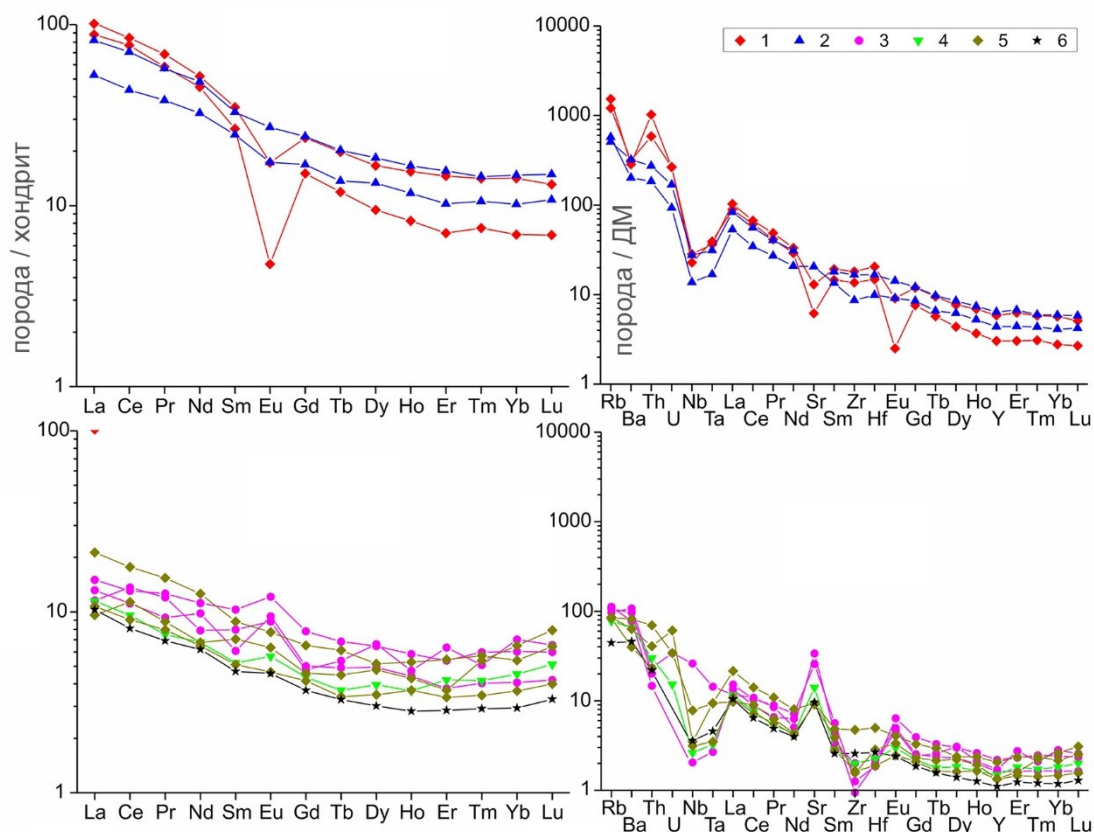 порода / хондрит
100
10
1
La Ce Pr Nd Sm Eu Gd Tb Dy Ho Er Tm Yb Lu
порода / ДМ
10000
1000
100
10
1
1 2 3 4 5 6
Rb Th Nb La Pr Sr Zr Eu Tb Ho Er Yb
Ba U Ta Ce Nd Sm Hf Gd Dy Y Tm Lu
100
10
1
La Ce Pr Nd Sm Eu Gd Tb Dy Ho Er Tm Yb Lu
10000
1000
100
10
1
Rb Th Nb La Pr Sr Zr Eu Tb Ho Er Yb
Ba U Ta Ce Nd Sm Hf Gd Dy Y Tm Lu